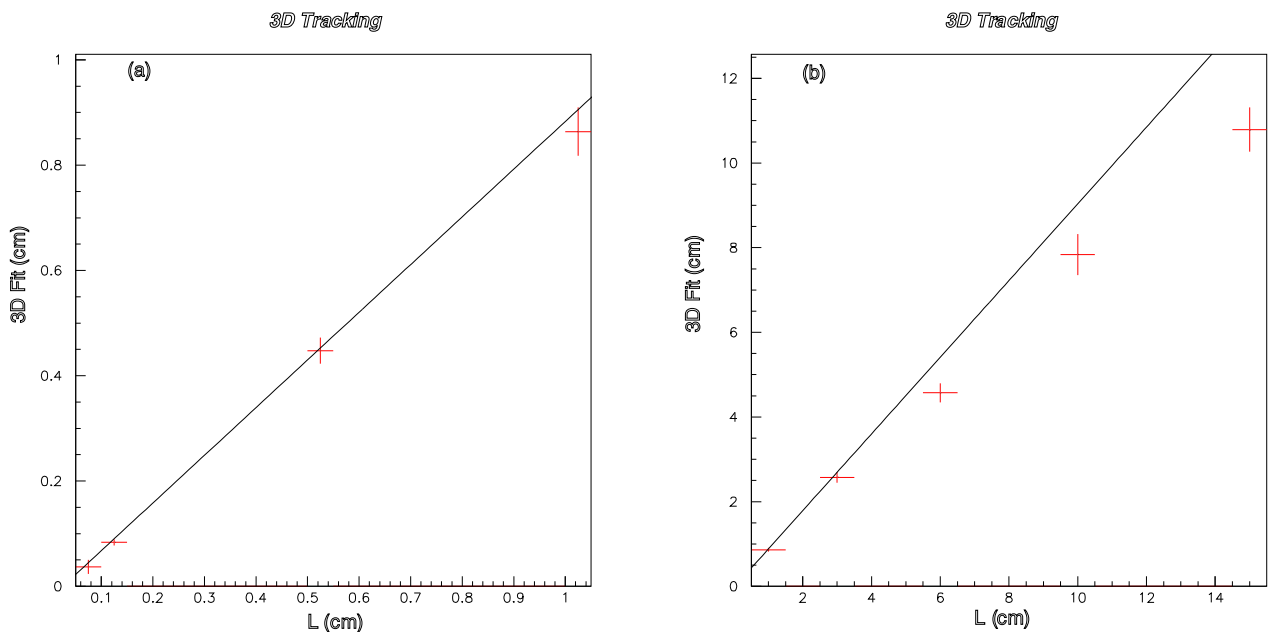 3D Tracking
(a)
1
0.8
0.6
0.4
0.2
0
3D Fit (cm)
0.1 0.2 0.3 0.4 0.5 0.6 0.7 0.8 0.9 1
L (cm)
3D Tracking
(b)
12
10
8
6
4
2
0
3D Fit (cm)
2 4 6 8 10 12 14
L (cm)